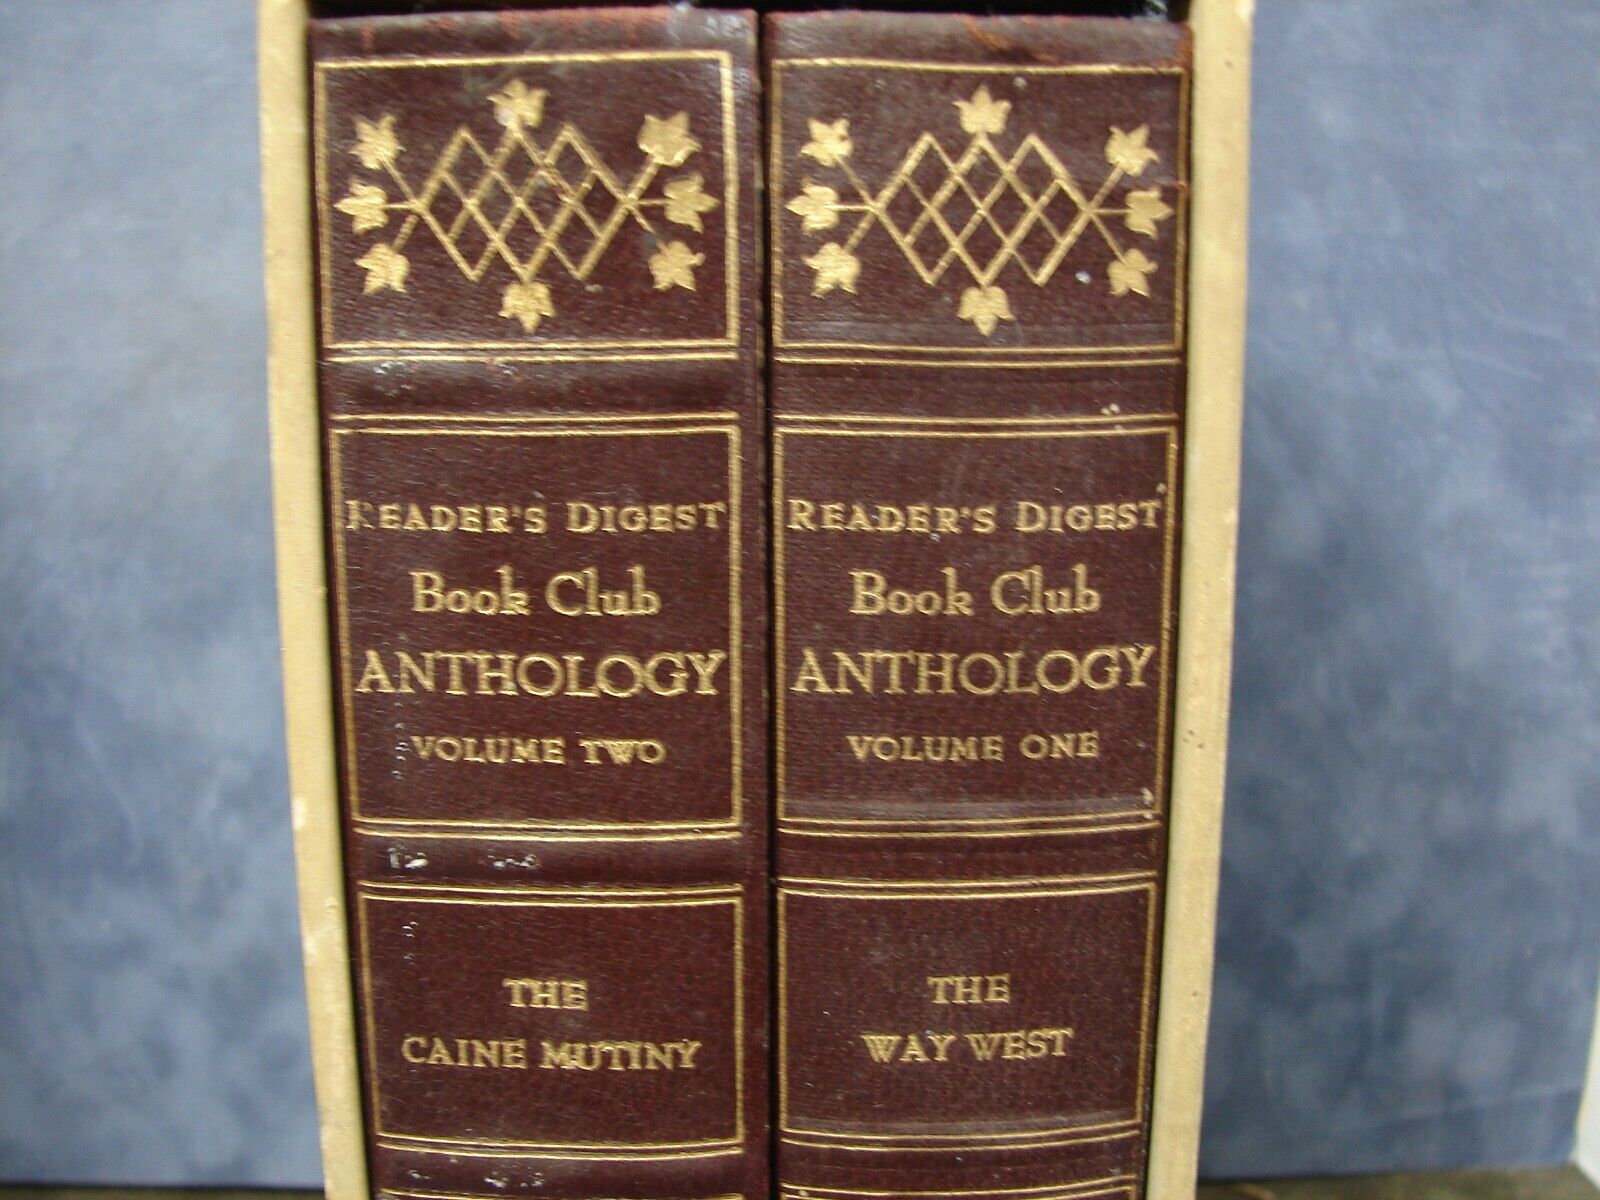 READER'S DIGEST
Book Club
ANTHOLOGY
VOLUME TWO
THE
CAINE MUTINY
READER'S DIGEST
Book Club
ANTHOLOGY
VOLUME ONE
THE
WAY WEST